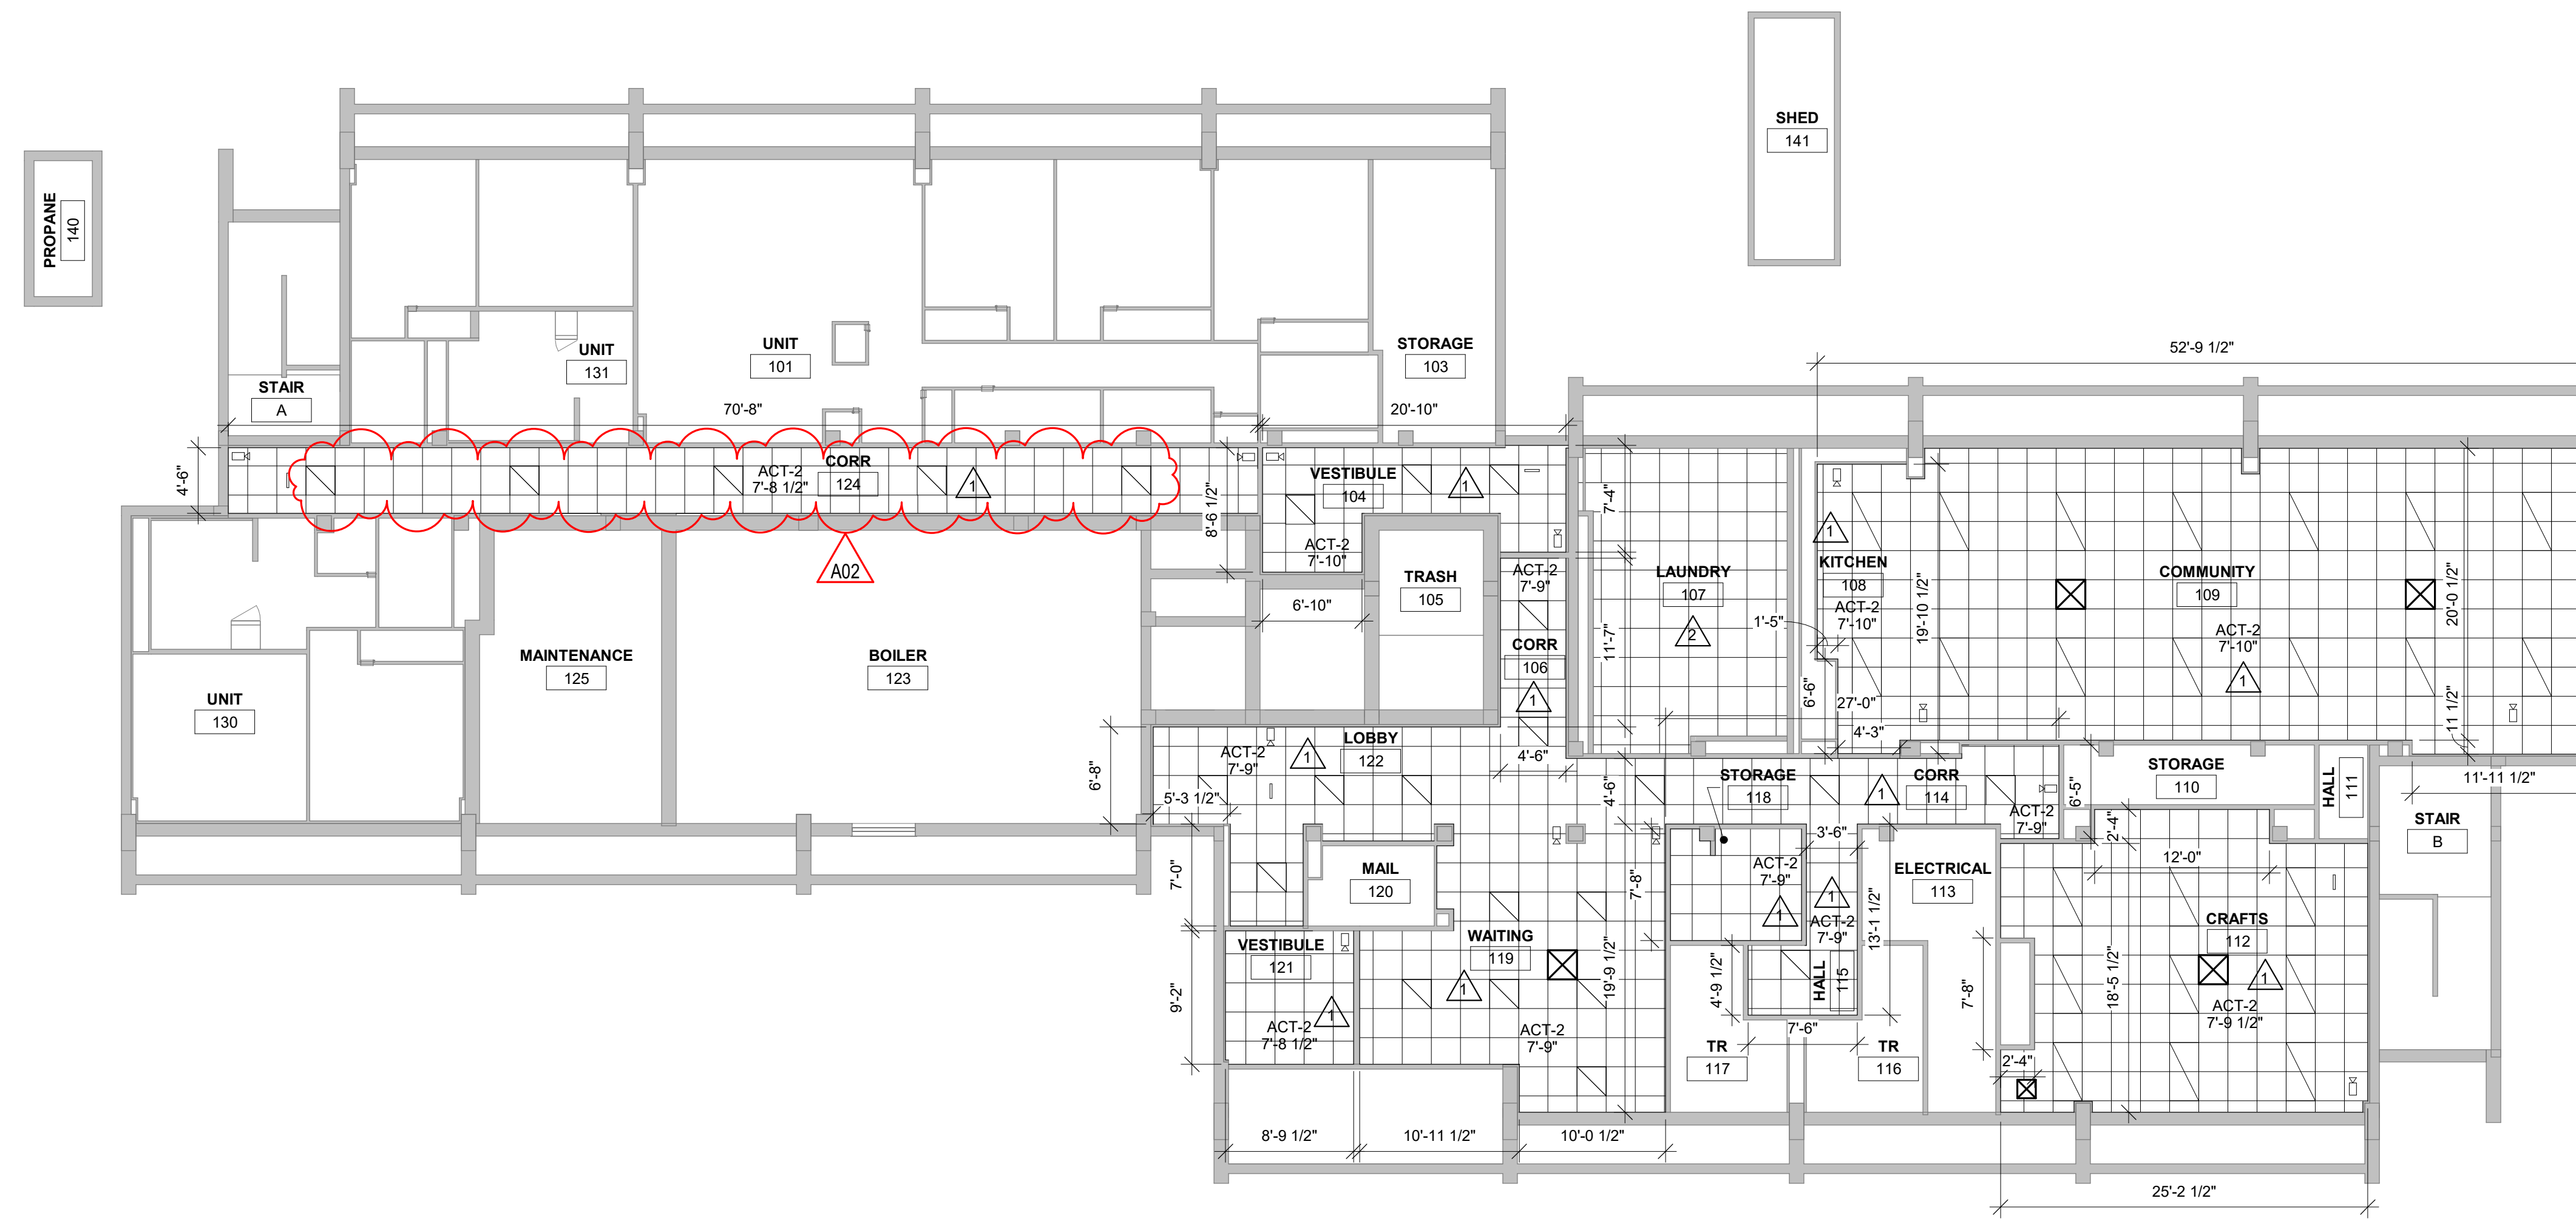 SHED
141
PROPANE
140
52'-9 1/2"
UNIT
131
UNIT
101
STORAGE
103
STAIR
A
70'-8"
20'-10"
4'-6"
CORR
124
ACT-2
7'-8 1/2"
1
8'-6 1/2"
VESTIBULE
104
1
ACT-2
7'-10"
7'-4"
A02
TRASH
105
ACT-2
7'-9"
LAUNDRY
107
2
1
KITCHEN
108
ACT-2
7'-10"
19'-10 1/2"
COMMUNITY
109
ACT-2
7'-10"
1
20'-0 1/2"
6'-10"
1'-5"
11'-7"
CORR
106
1
MAINTENANCE
125
BOILER
123
UNIT
130
6'-6"
27'-0"
4'-3"
11 1/2"
LOBBY
122
ACT-2
7'-9"
1
4'-6"
6'-8"
5'-3 1/2"
4'-6"
STORAGE
118
1
CORR
114
ACT-2
7'-9"
6'-5"
STORAGE
110
HALL
111
11'-11 1/2"
STAIR
B
2'-4"
3'-6"
12'-0"
7'-0"
MAIL
120
7'-8"
ACT-2
7'-9"
1
1
ACT-2
7'-9"
13'-1 1/2"
ELECTRICAL
113
CRAFTS
112
1
ACT-2
7'-9 1/2"
18'-5 1/2"
VESTIBULE
121
1
ACT-2
7'-8 1/2"
9'-2"
WAITING
119
1
ACT-2
7'-9"
19'-9 1/2"
4'-9 1/2"
HALL
115
7'-8"
7'-6"
TR
117
TR
116
2'-4"
8'-9 1/2"
10'-11 1/2"
10'-0 1/2"
25'-2 1/2"